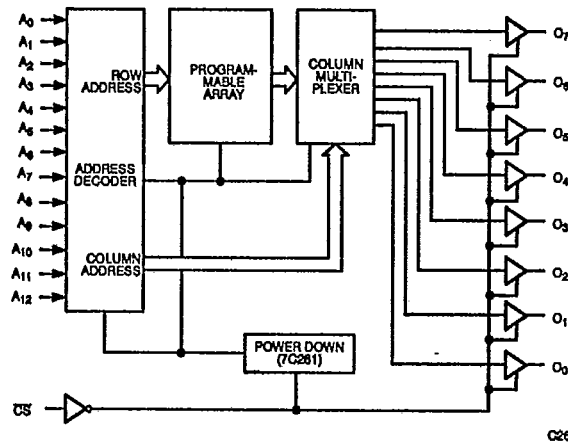 A0
A1
A2
A3
A4
A5
A6
A7
A8
A9
A10
A11
A12
ROW
ADDRESS
ADDRESS
DECODER
COLUMN
ADDRESS
PROGRAM-
MABLE
ARRAY
COLUMN
MULTI-
PLEXER
POWER DOWN
(7C261)
CS
O7
O6
O5
O4
O3
O2
O1
O0
C26